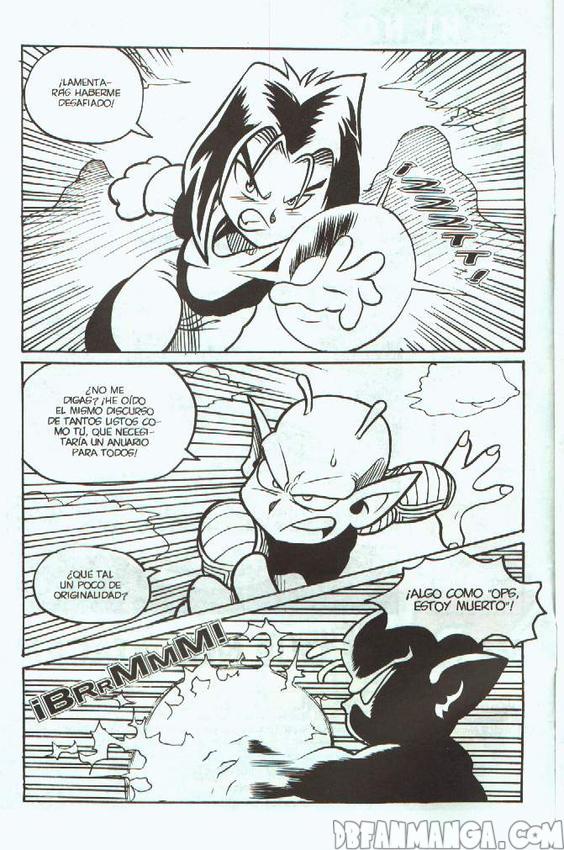 ¡LAMENTA-
RÁS HABERME
DESAFIADO!
¡NNNNTT!
¿NO ME
DIGAS? ¡HE OÍDO
EL MISMO DISCURSO
DE TANTOS LISTOS CO-
MO TÚ, QUE NECESI-
TARÍA UN ANUARIO
PARA TODOS!
¿QUÉ TAL
UN POCO DE
ORIGINALIDAD?
¡ALGO COMO "OPS,
ESTOY MUERTO"!
¡BRRMMM!
DBFANMANGA.COM